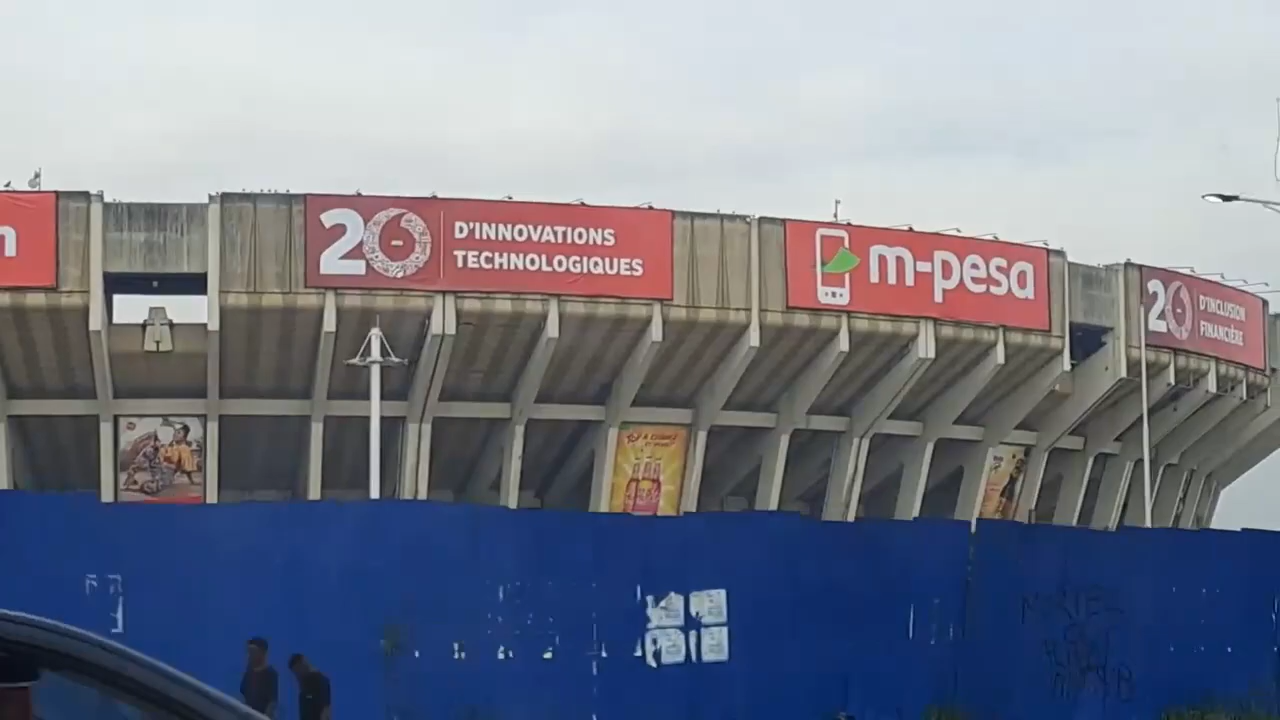 n
20
D'INNOVATIONS
TECHNOLOGIQUES
m-pesa
20
D'INCLUSION
FINANCIÈRE